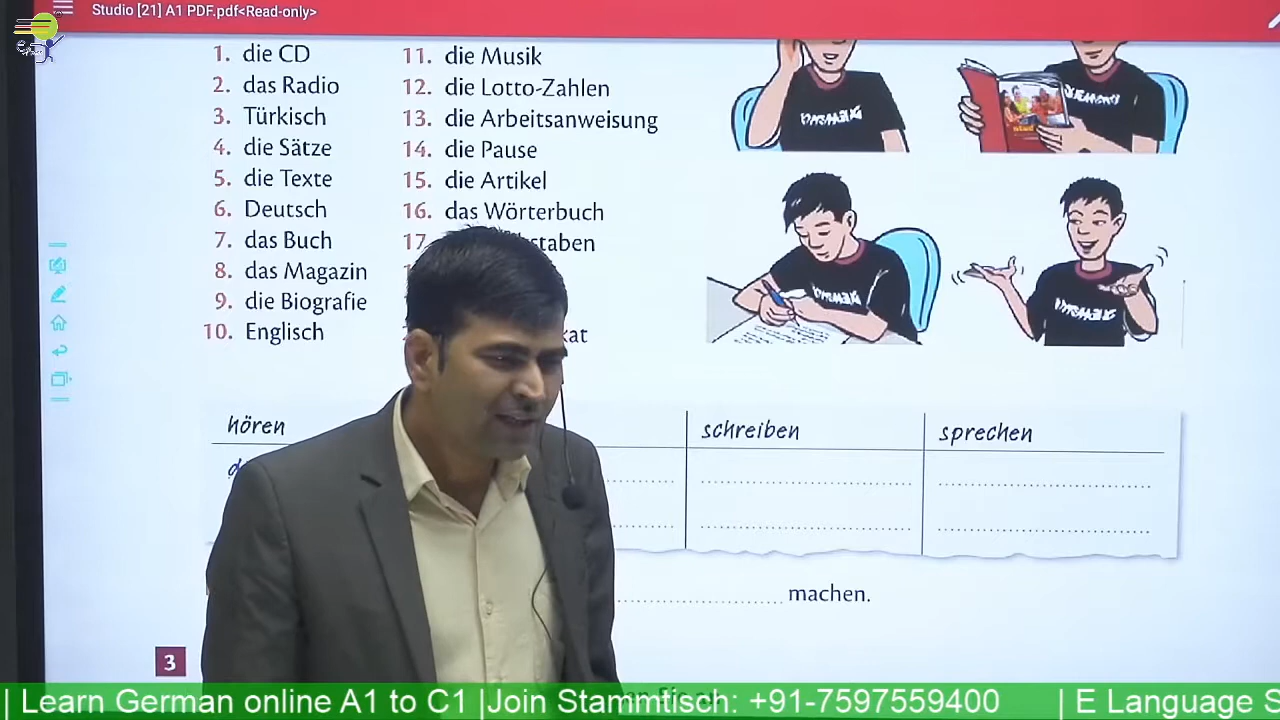 Studio [21] A1 PDF.pdf<Read-only>
1. die CD
2. das Radio
3. Türkisch
4. die Sätze
5. die Texte
6. Deutsch
7. das Buch
8. das Magazin
9. die Biografie
10. Englisch
11. die Musik
12. die Lotto-Zahlen
13. die Arbeitsanweisung
14. die Pause
15. die Artikel
16. das Wörterbuch
17
hören
schreiben
sprechen
machen.
3
| Learn German online A1 to C1 |Join Stammtisch: +91-7597559400 | E Language S